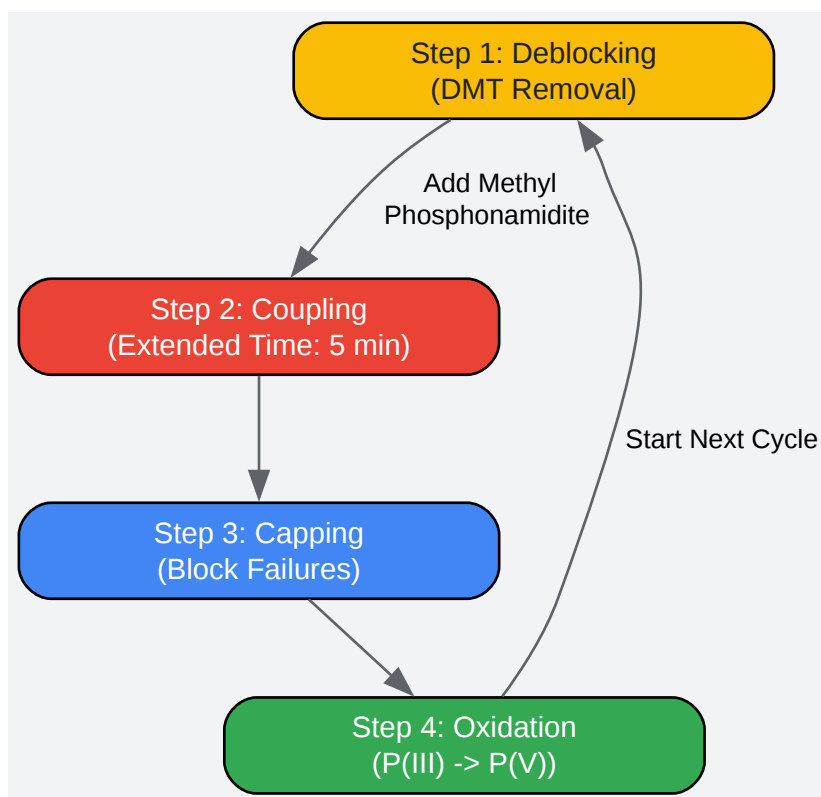 Step 1: Deblocking
(DMT Removal)
Add Methyl
Phosphonamidite
Step 2: Coupling
(Extended Time: 5 min)
Start Next Cycle
Step 3: Capping
(Block Failures)
Step 4: Oxidation
(P(III) -> P(V))